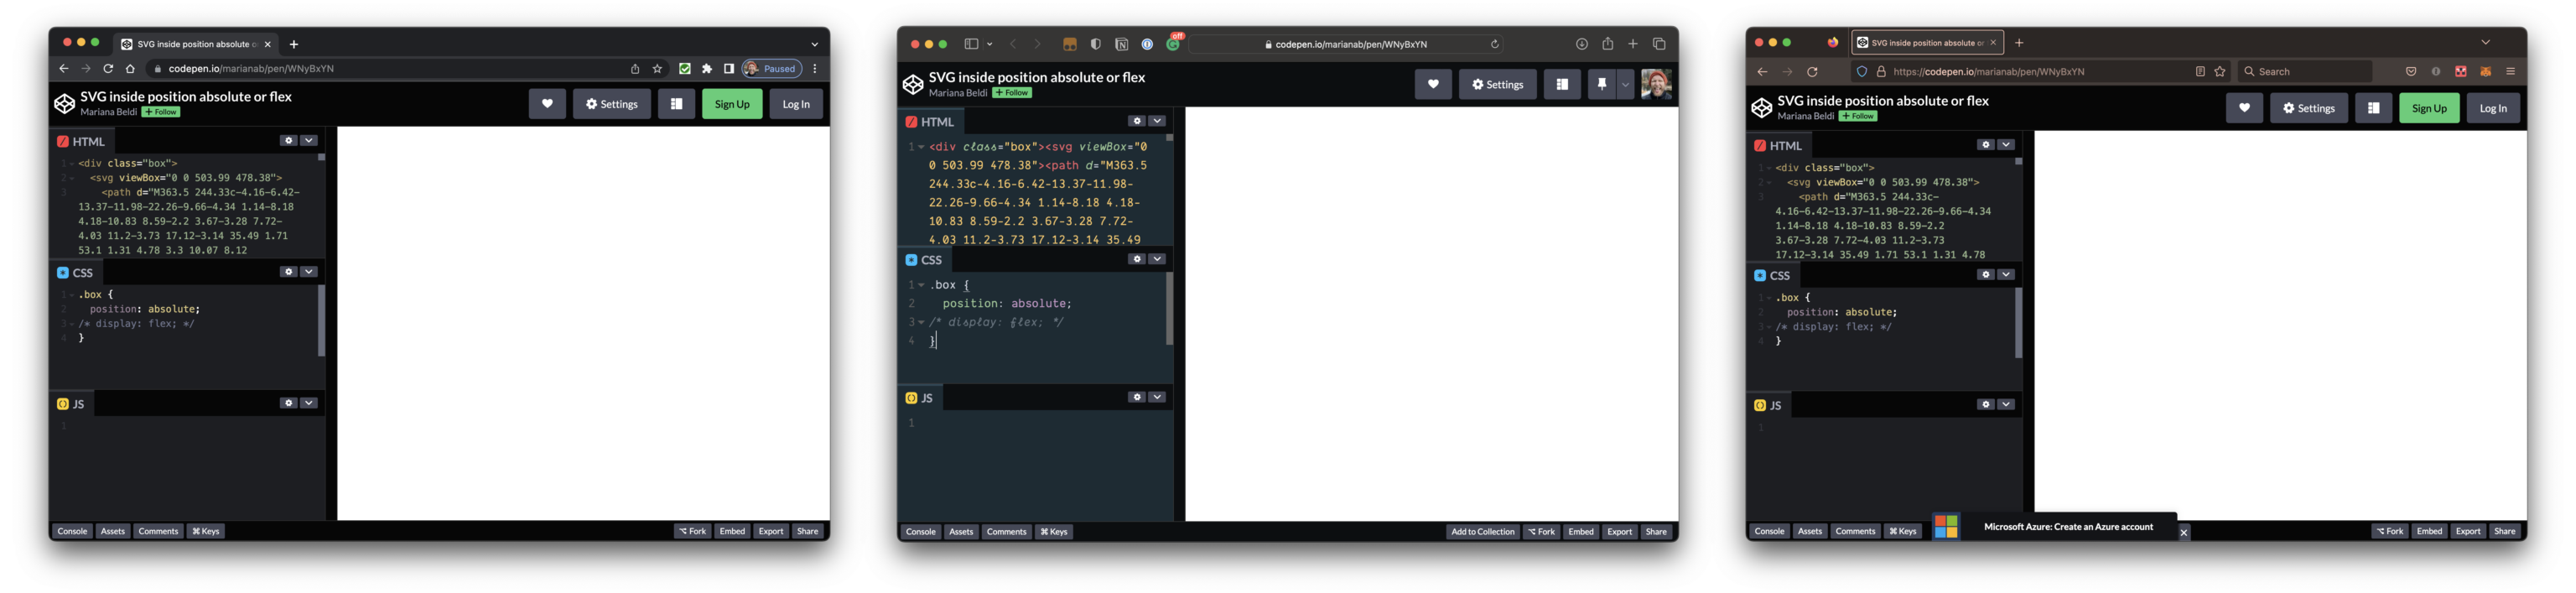 SVG inside position absolute o
codepen.io/marianab/pen/WNyBxYN
Paused
SVG inside position absolute or flex
Mariana Beldi + Follow
Settings
Sign Up
Log In
HTML
1 <div class="box">
2 <svg viewBox="0 0 503.99 478.38">
3 <path d="M363.5 244.33c-4.16-6.42-
13.37-11.98-22.26-9.66-4.34 1.14-8.18
4.18-10.83 8.59-2.2 3.67-3.28 7.72-
4.03 11.2-3.73 17.12-3.14 35.49 1.71
53.1 1.31 4.78 3.3 10.07 8.12
CSS
1 .box {
2 position: absolute;
3 /* display: flex; */
4 }
JS
1
Console Assets Comments ⌘ Keys
⌥ Fork Embed Export Share
off
codepen.io/marianab/pen/WNyBxYN
SVG inside position absolute or flex
Mariana Beldi + Follow
Settings
HTML
1 <div class="box"><svg viewBox="0
0 503.99 478.38"><path d="M363.5
244.33c-4.16-6.42-13.37-11.98-
22.26-9.66-4.34 1.14-8.18 4.18-
10.83 8.59-2.2 3.67-3.28 7.72-
4.03 11.2-3.73 17.12-3.14 35.49
CSS
1 .box {
2 position: absolute;
3 /* display: flex; */
4 }
JS
1
Console Assets Comments ⌘ Keys
Add to Collection ⌥ Fork Embed Export Share
SVG inside position absolute or
https://codepen.io/marianab/pen/WNyBxYN
Search
SVG inside position absolute or flex
Mariana Beldi + Follow
Settings
Sign Up
Log In
HTML
1 <div class="box">
2 <svg viewBox="0 0 503.99 478.38">
3 <path d="M363.5 244.33c-
4.16-6.42-13.37-11.98-22.26-9.66-4.34
1.14-8.18 4.18-10.83 8.59-2.2
3.67-3.28 7.72-4.03 11.2-3.73
17.12-3.14 35.49 1.71 53.1 1.31 4.78
CSS
1 .box {
2 position: absolute;
3 /* display: flex; */
4 }
JS
1
Console Assets Comments ⌘ Keys
Microsoft Azure: Create an Azure account
⌥ Fork Embed Export Share